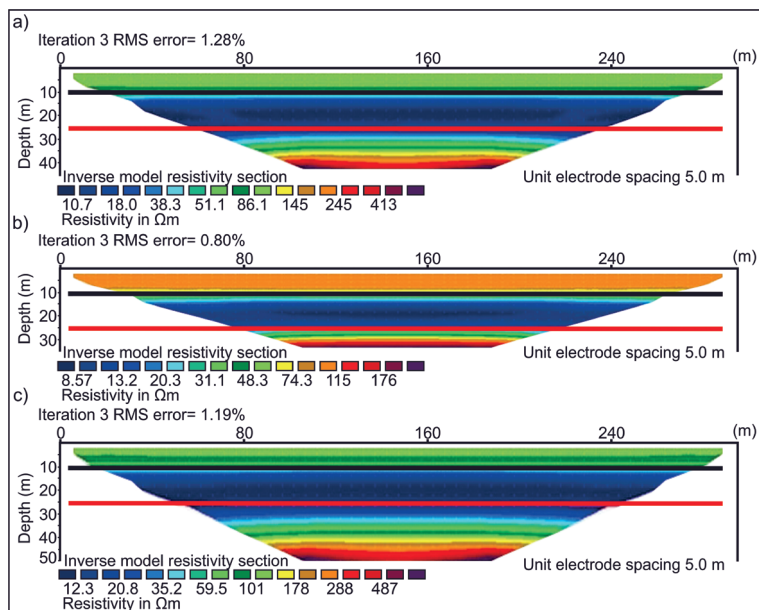 a)
Iteration 3 RMS error= 1.28%
0 80 160 240 (m)
Depth (m)
10
20
30
40
Inverse model resistivity section
Unit electrode spacing 5.0 m
10.7 18.0 38.3 51.1 86.1 145 245 413
Resistivity in Ωm
b)
Iteration 3 RMS error= 0.80%
0 80 160 240 (m)
Depth (m)
10
20
30
Inverse model resistivity section
Unit electrode spacing 5.0 m
8.57 13.2 20.3 31.1 48.3 74.3 115 176
Resistivity in Ωm
c)
Iteration 3 RMS error= 1.19%
0 80 160 240 (m)
Depth (m)
10
20
30
40
50
Inverse model resistivity section
Unit electrode spacing 5.0 m
12.3 20.8 35.2 59.5 101 178 288 487
Resistivity in Ωm